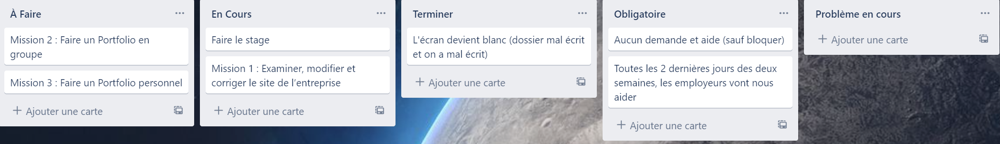 À Faire
Mission 2 : Faire un Portfolio en
groupe
Mission 3 : Faire un Portfolio personnel
+ Ajouter une carte
En Cours
Faire le stage
Mission 1 : Examiner, modifier et
corriger le site de l’entreprise
+ Ajouter une carte
Terminer
L'écran devient blanc (dossier mal écrit
et on a mal écrit)
+ Ajouter une carte
Obligatoire
Aucun demande et aide (sauf bloquer)
Toutes les 2 dernières jours des deux
semaines, les employeurs vont nous
aider
+ Ajouter une carte
Problème en cours
+ Ajouter une carte